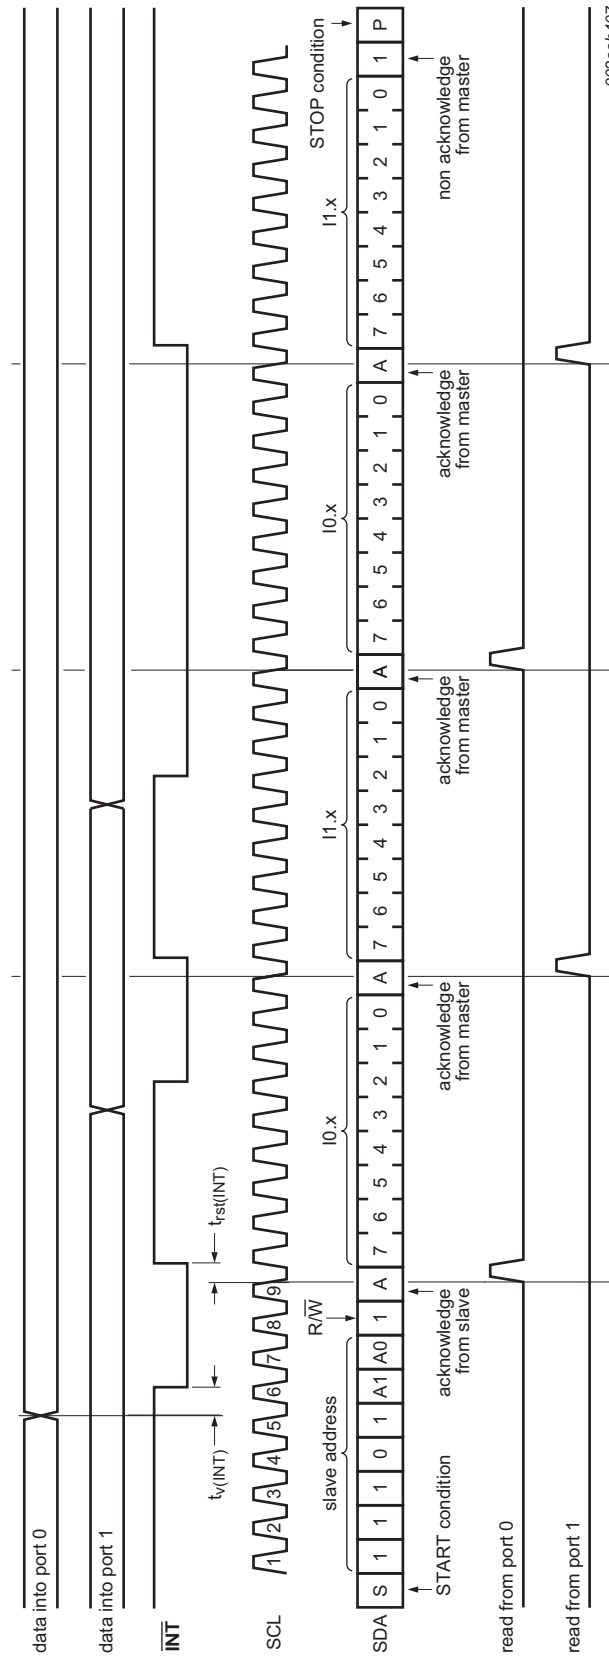 data into port 0
data into port 1
INT
t_v(INT)
t_rst(INT)
SCL
1 2 3 4 5 6 7 8 9
slave address
R/W
I0.x
I1.x
I0.x
I1.x
STOP condition
SDA
S 1 1 1 0 1 A1 A0 1 A 7 6 5 4 3 2 1 0 A 7 6 5 4 3 2 1 0 A 7 6 5 4 3 2 1 0 A 7 6 5 4 3 2 1 0 1 P
START condition
acknowledge
from slave
acknowledge
from master
acknowledge
from master
acknowledge
from master
non acknowledge
from master
read from port 0
read from port 1